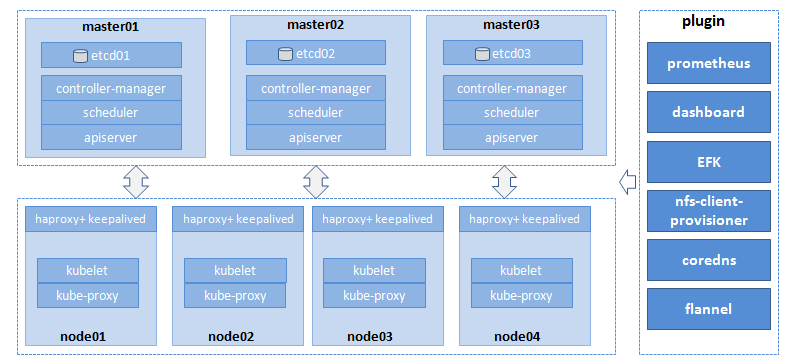 master01
master02
master03
plugin
etcd01
etcd02
etcd03
controller-manager
controller-manager
controller-manager
scheduler
scheduler
scheduler
apiserver
apiserver
apiserver
haproxy+ keepalived
haproxy+ keepalived
haproxy+ keepalived
haproxy+ keepalived
kubelet
kubelet
kubelet
kubelet
kube-proxy
kube-proxy
kube-proxy
kube-proxy
node01
node02
node03
node04
prometheus
dashboard
EFK
nfs-client-
provisioner
coredns
flannel